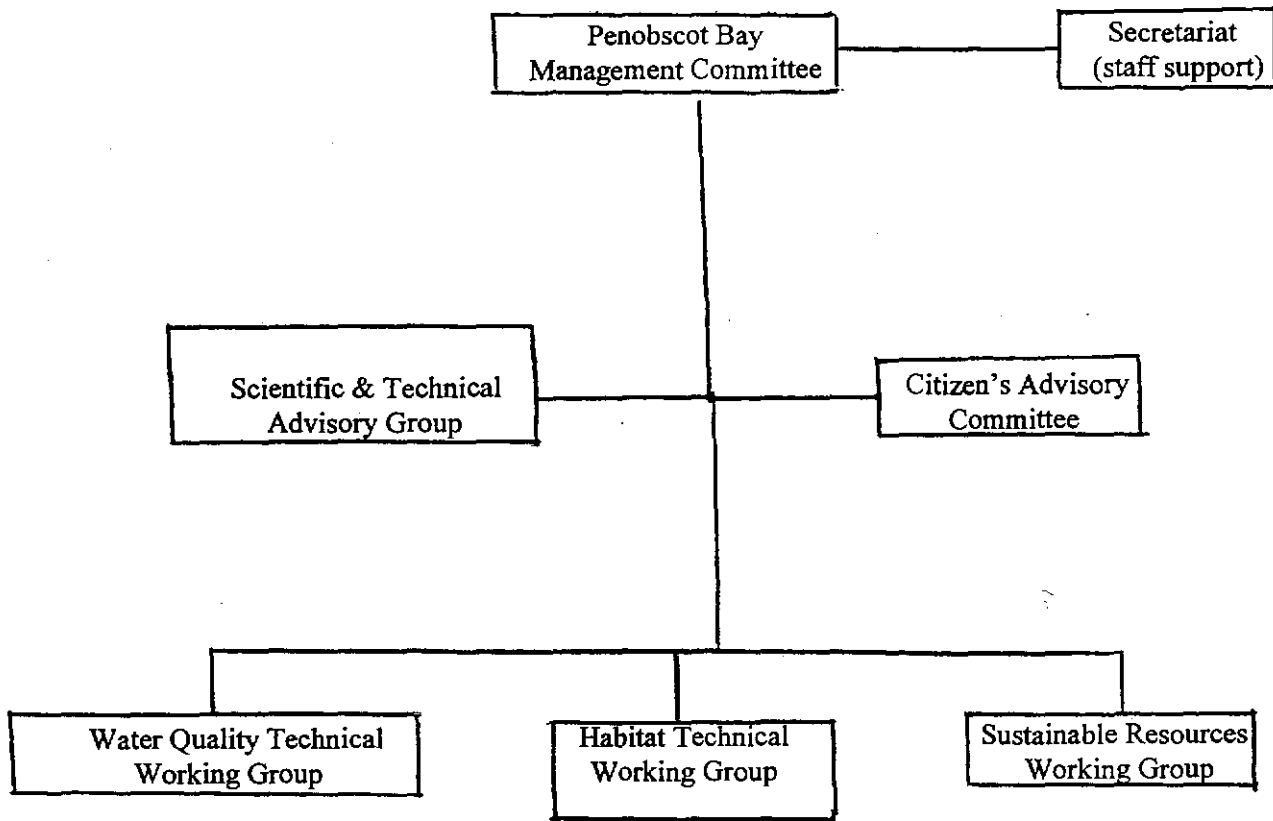 Penobscot Bay
Management Committee
Secretariat
(staff support)
Scientific & Technical
Advisory Group
Citizen's Advisory
Committee
Water Quality Technical
Working Group
Habitat Technical
Working Group
Sustainable Resources
Working Group